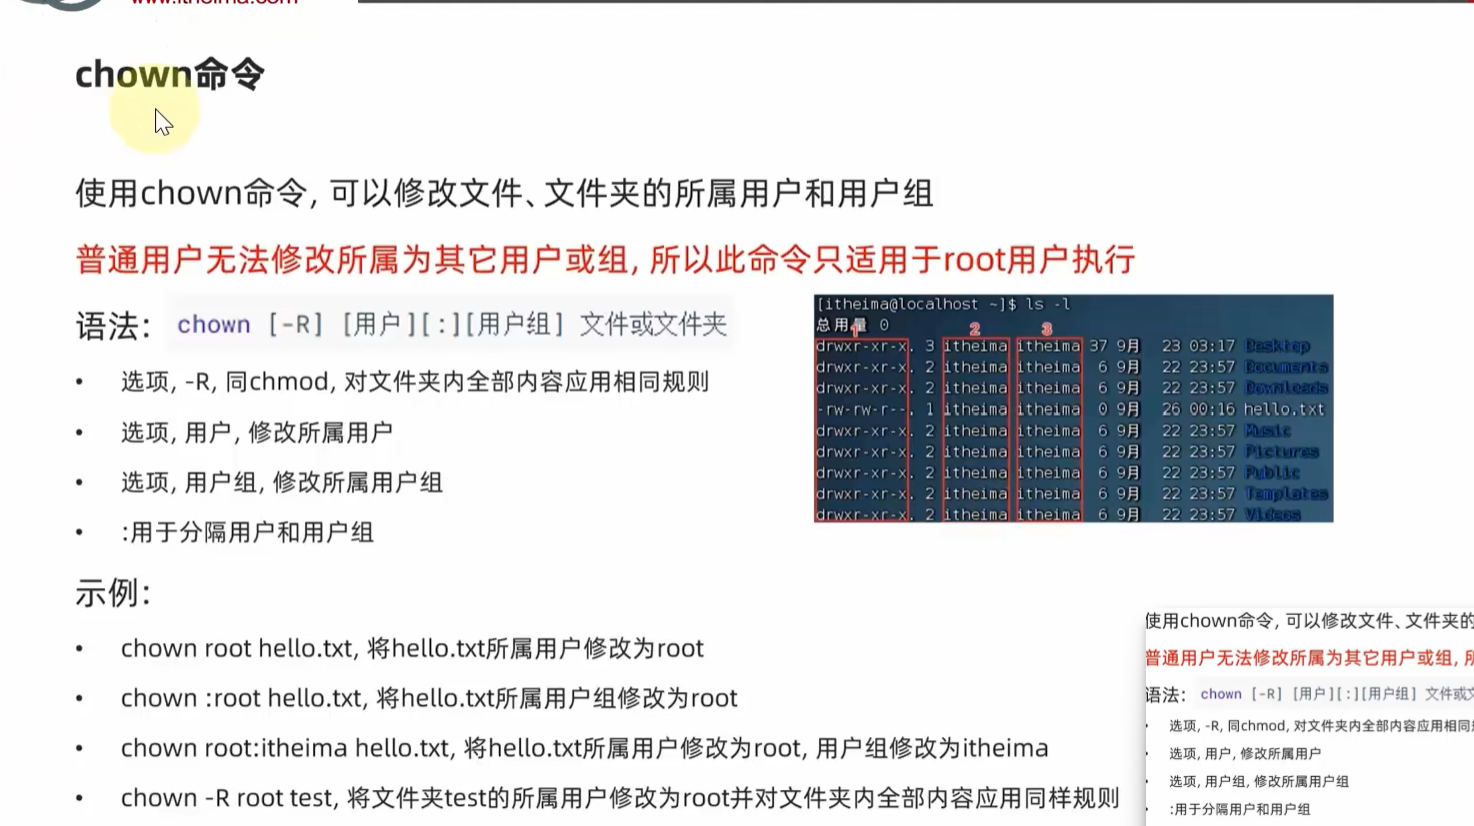 www.itheima.com
chown命令
使用chown命令, 可以修改文件、文件夹的所属用户和用户组
普通用户无法修改所属为其它用户或组, 所以此命令只适用于root用户执行
语法: chown [-R] [用户][:][用户组] 文件或文件夹
• 选项, -R, 同chmod, 对文件夹内全部内容应用相同规则
• 选项, 用户, 修改所属用户
• 选项, 用户组, 修改所属用户组
• :用于分隔用户和用户组
[itheima@localhost ~]$ ls -l
总用量 0
1 2 3
drwxr-xr-x. 3 itheima itheima 37 9月 23 03:17 Desktop
drwxr-xr-x. 2 itheima itheima 6 9月 22 23:57 Documents
drwxr-xr-x. 2 itheima itheima 6 9月 22 23:57 Downloads
-rw-rw-r--. 1 itheima itheima 0 9月 26 00:16 hello.txt
drwxr-xr-x. 2 itheima itheima 6 9月 22 23:57 Music
drwxr-xr-x. 2 itheima itheima 6 9月 22 23:57 Pictures
drwxr-xr-x. 2 itheima itheima 6 9月 22 23:57 Public
drwxr-xr-x. 2 itheima itheima 6 9月 22 23:57 Templates
drwxr-xr-x. 2 itheima itheima 6 9月 22 23:57 Videos
示例:
• chown root hello.txt, 将hello.txt所属用户修改为root
• chown :root hello.txt, 将hello.txt所属用户组修改为root
• chown root:itheima hello.txt, 将hello.txt所属用户修改为root, 用户组修改为itheima
• chown -R root test, 将文件夹test的所属用户修改为root并对文件夹内全部内容应用同样规则
使用chown命令, 可以修改文件、文件夹的
普通用户无法修改所属为其它用户或组,
语法: chown [-R] [用户][:][用户组] 文件或
选项, -R, 同chmod, 对文件夹内全部内容应用相同
选项, 用户, 修改所属用户
选项, 用户组, 修改所属用户组
:用于分隔用户和用户组